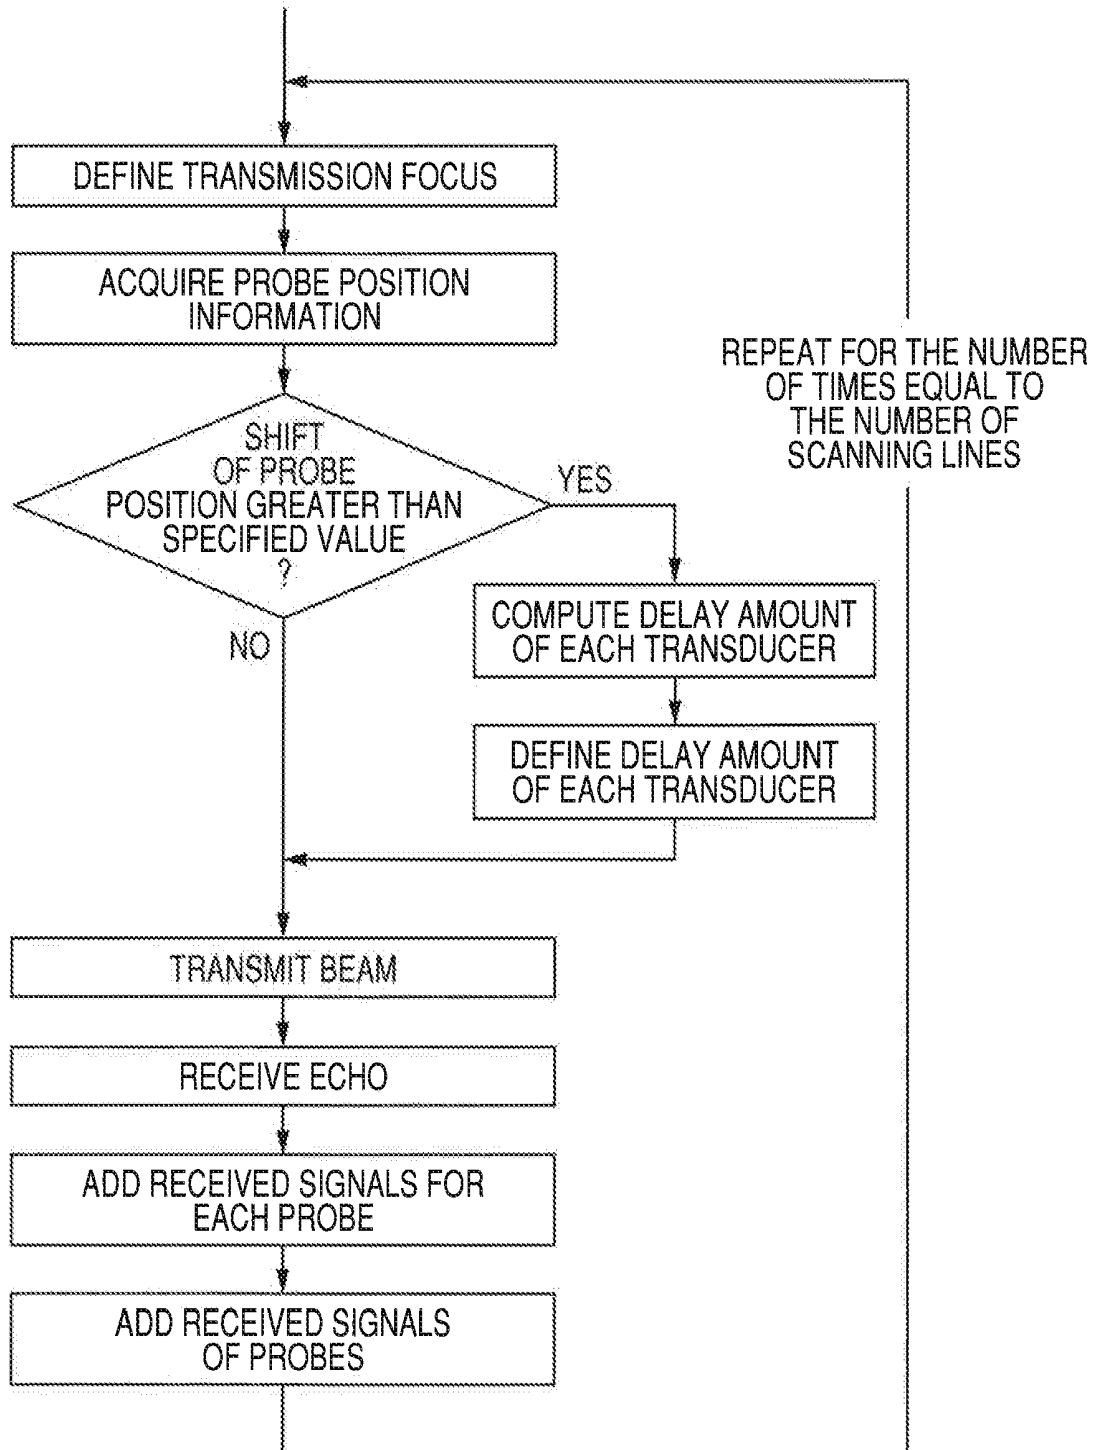 DEFINE TRANSMISSION FOCUS
ACQUIRE PROBE POSITION
INFORMATION
REPEAT FOR THE NUMBER
OF TIMES EQUAL TO
THE NUMBER OF
SCANNING LINES
SHIFT
OF PROBE
POSITION GREATER THAN
SPECIFIED VALUE
?
YES
NO
COMPUTE DELAY AMOUNT
OF EACH TRANSDUCER
DEFINE DELAY AMOUNT
OF EACH TRANSDUCER
TRANSMIT BEAM
RECEIVE ECHO
ADD RECEIVED SIGNALS FOR
EACH PROBE
ADD RECEIVED SIGNALS
OF PROBES